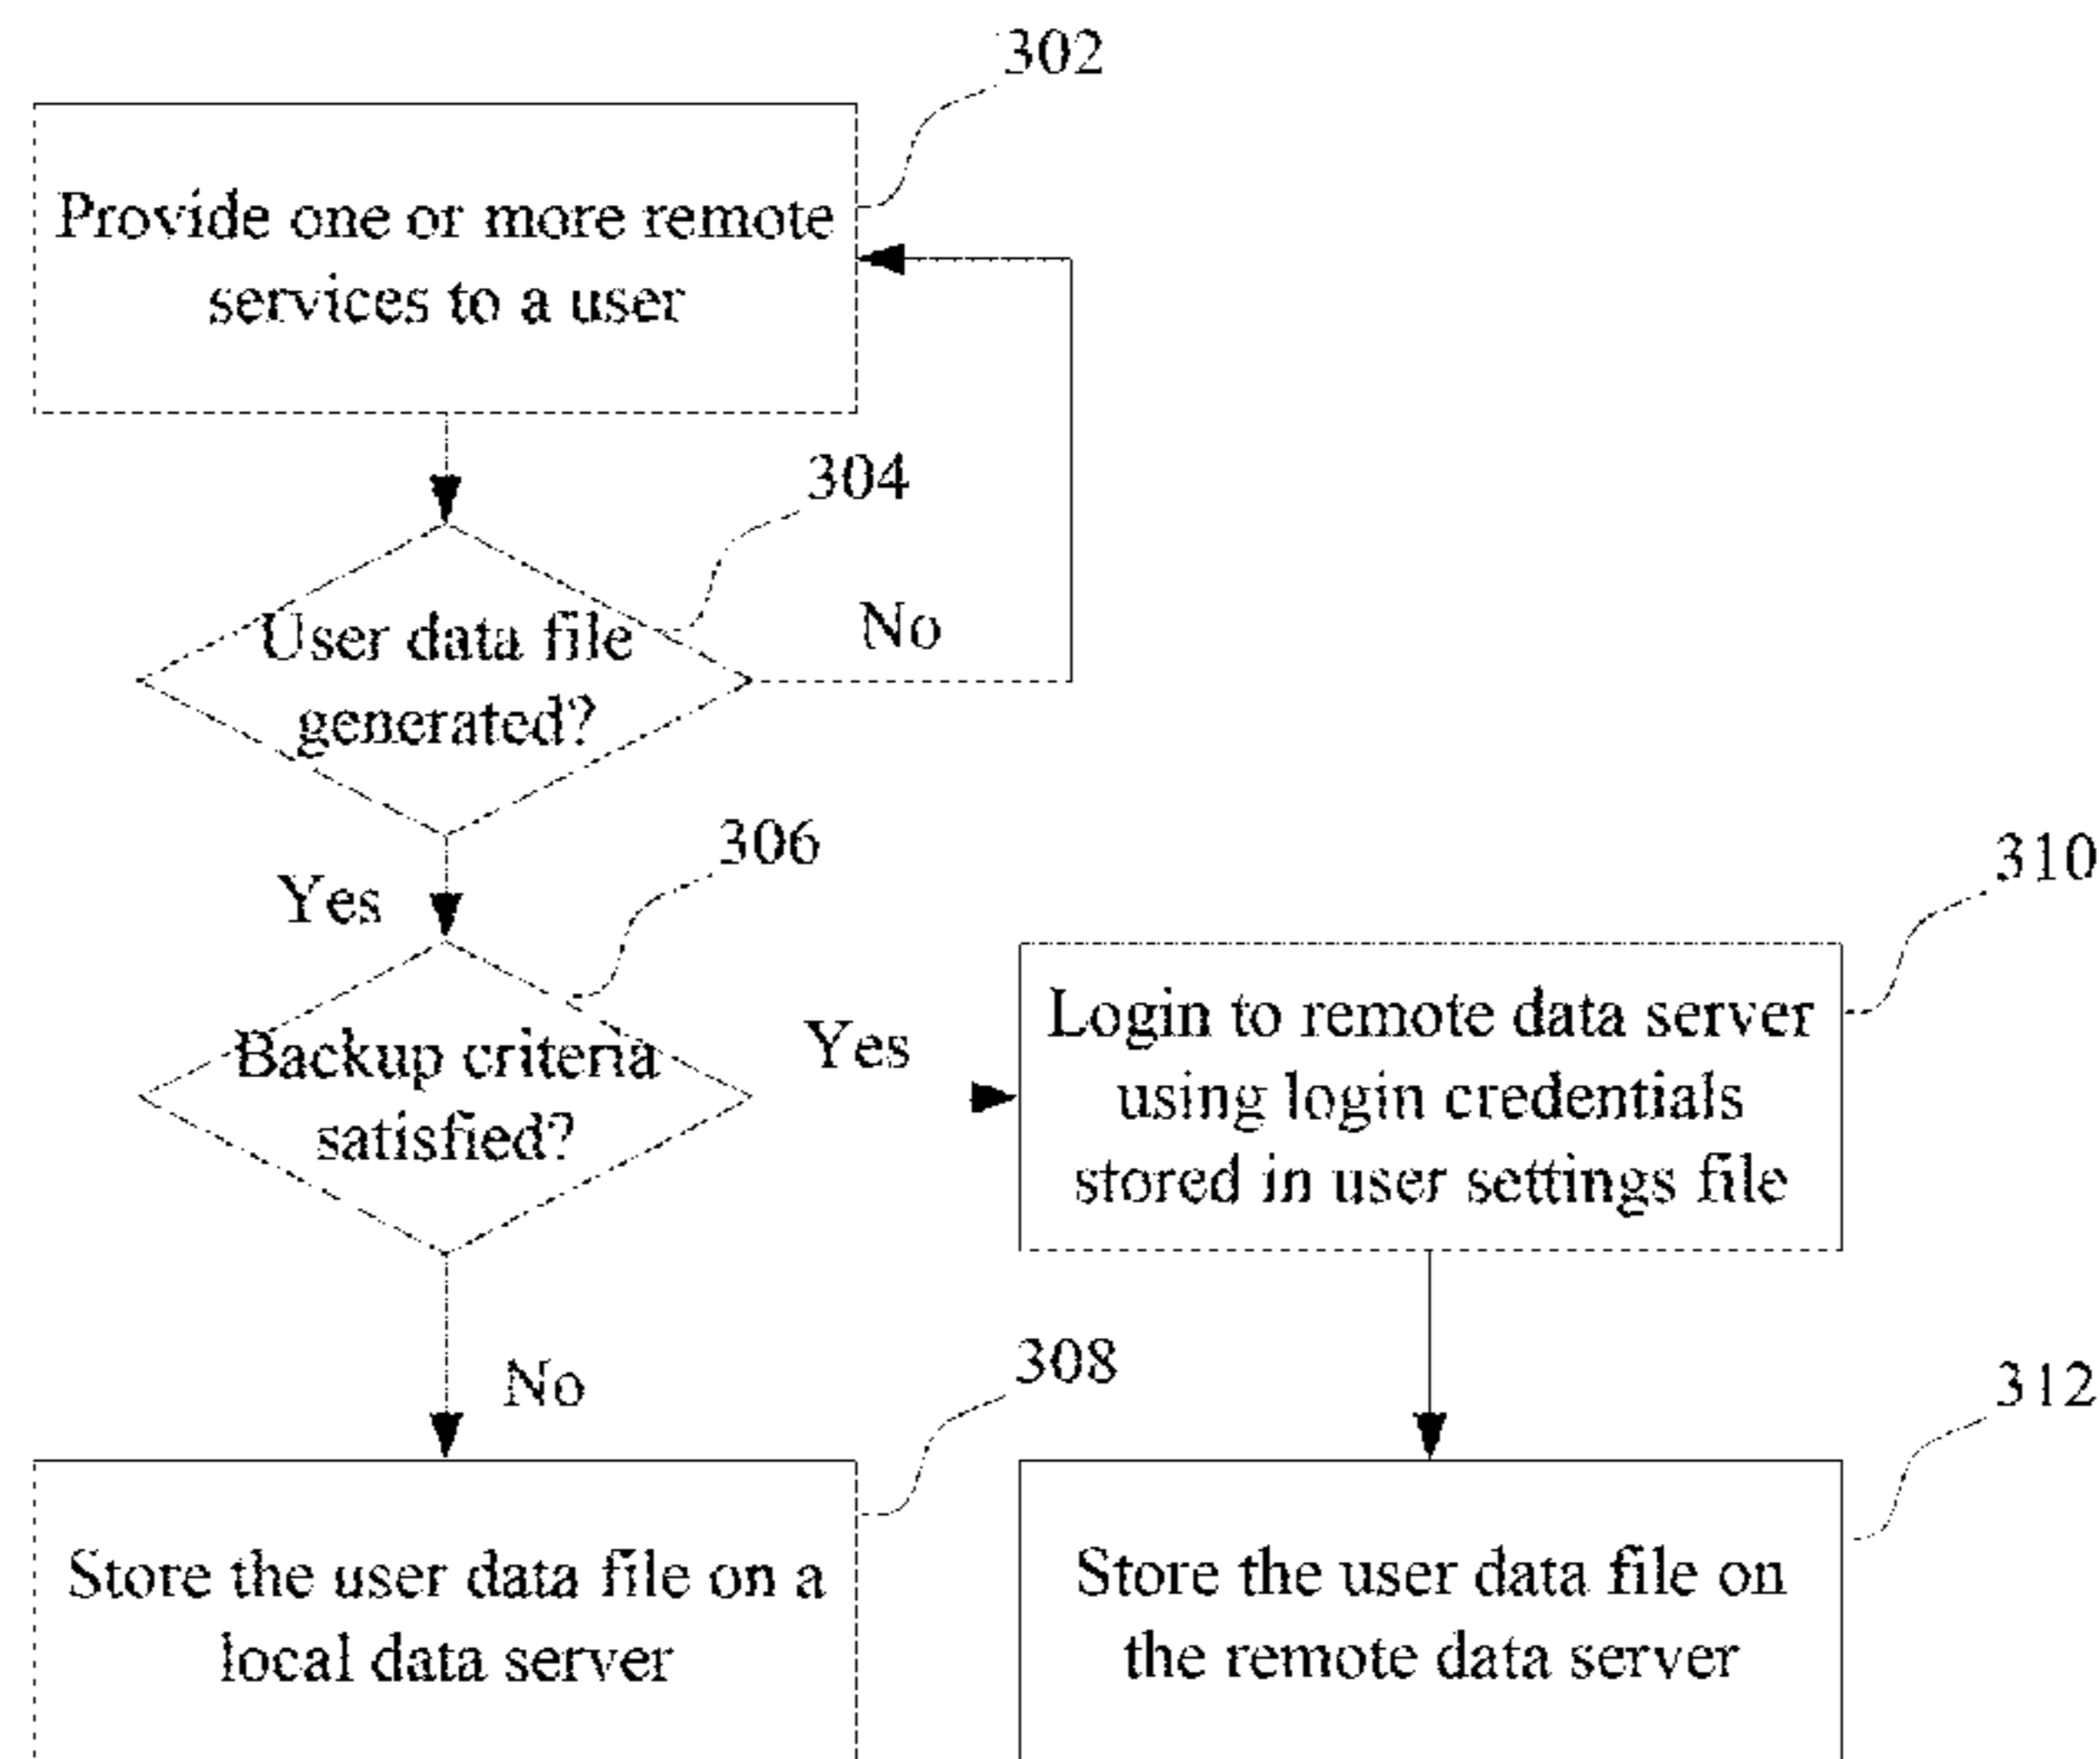 302
Provide one or more remote
services to a user
304
User data file
generated?
No
Yes
306
Backup criteria
satisfied?
Yes
310
Login to remote data server
using login credentials
stored in user settings file
No
308
Store the user data file on a
local data server
312
Store the user data file on
the remote data server